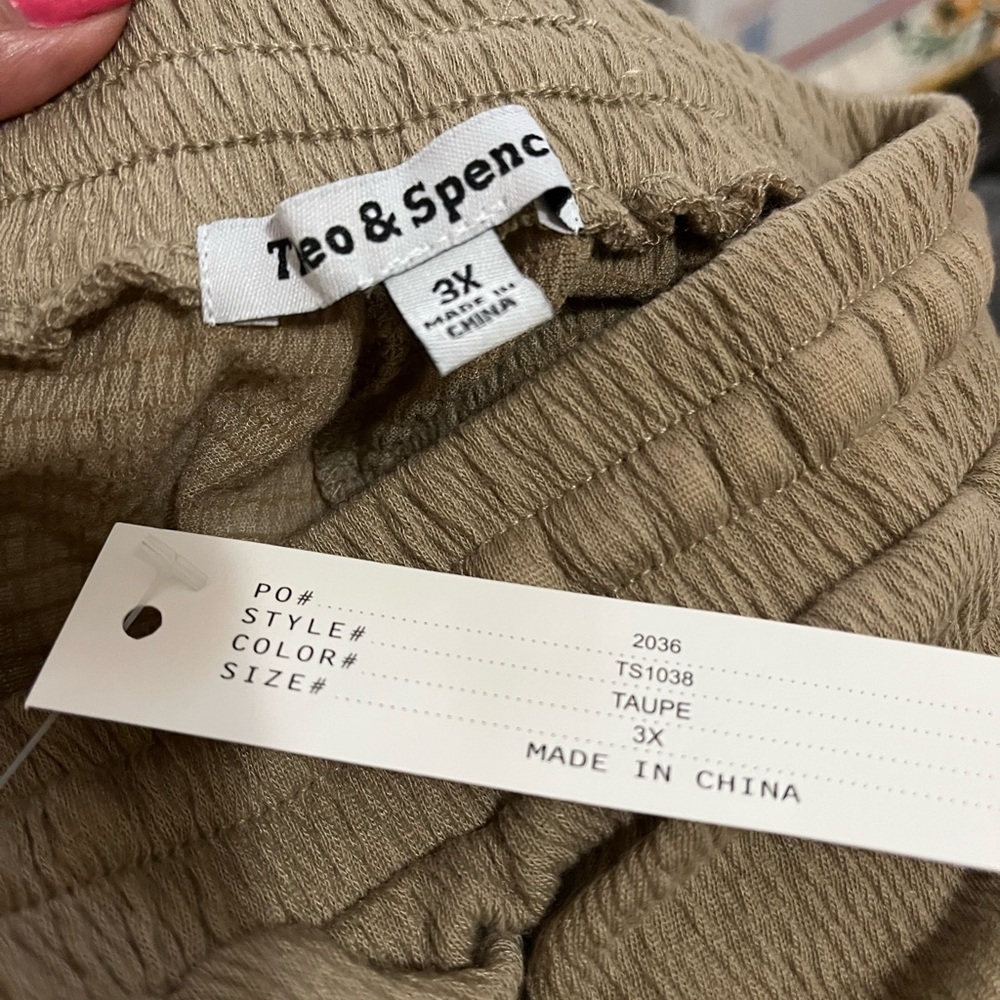 Teo & Spenc
3X
MADE IN
CHINA
PO# 2036
STYLE# TS1038
COLOR# TAUPE
SIZE# 3X
MADE IN CHINA